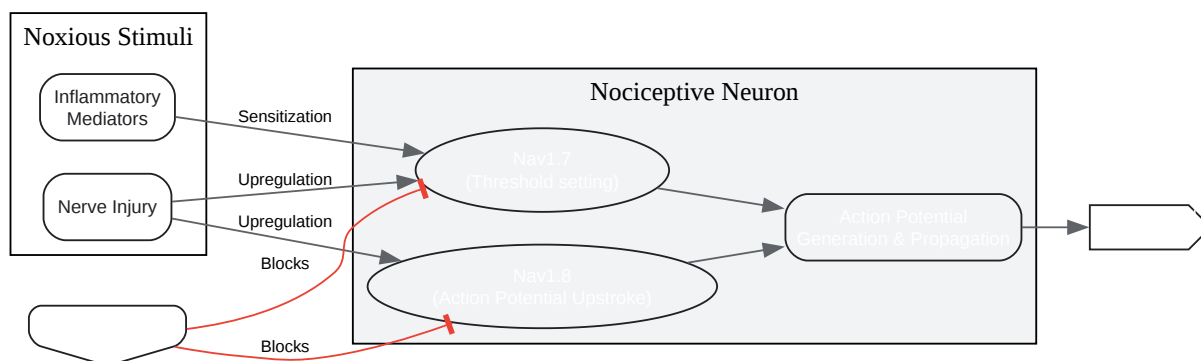 Noxious Stimuli
Inflammatory
Mediators
Nerve Injury
Sensitization
Upregulation
Upregulation
Blocks
Blocks
Nociceptive Neuron
Nav1.7
(Threshold setting)
Nav1.8
(Action Potential Upstroke)
Action Potential
Generation & Propagation